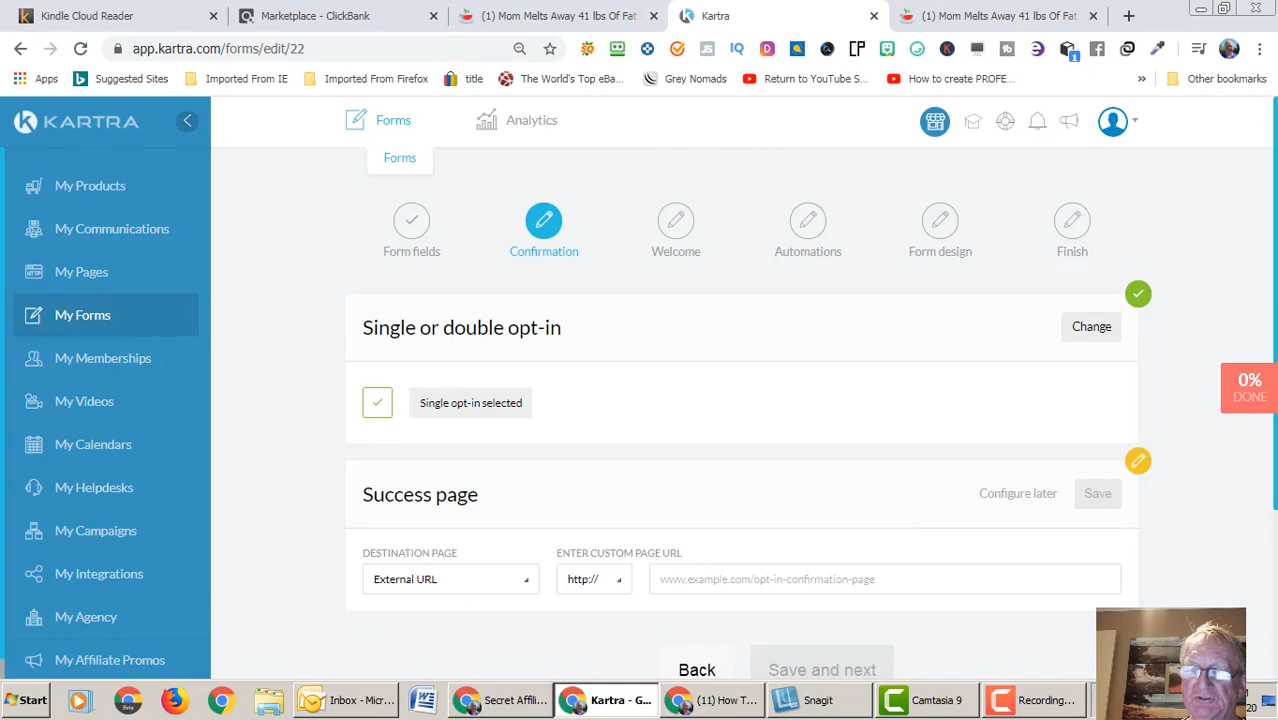 Kindle Cloud Reader
Marketplace - ClickBank
(1) Mom Melts Away 41 lbs Of Fat
Kartra
(1) Mom Melts Away 41 lbs Of Fat
app.kartra.com/forms/edit/22
Apps
Suggested Sites
Imported From IE
Imported From Firefox
title
The World's Top eBa...
Grey Nomads
Return to YouTube S...
How to create PROFE...
»
Other bookmarks
KARTRA
Forms
Analytics
Forms
My Products
My Communications
My Pages
My Forms
My Memberships
My Videos
My Calendars
My Helpdesks
My Campaigns
My Integrations
My Agency
My Affiliate Promos
Form fields
Confirmation
Welcome
Automations
Form design
Finish
Single or double opt-in
Change
Single opt-in selected
0%
DONE
Success page
Configure later
Save
DESTINATION PAGE
ENTER CUSTOM PAGE URL
External URL
http://
www.example.com/opt-in-confirmation-page
Back
Save and next
Start
Inbox - Micr...
Secret Affili...
Kartra - G...
(11) How T...
Snagit
Camtasia 9
Recording...
20